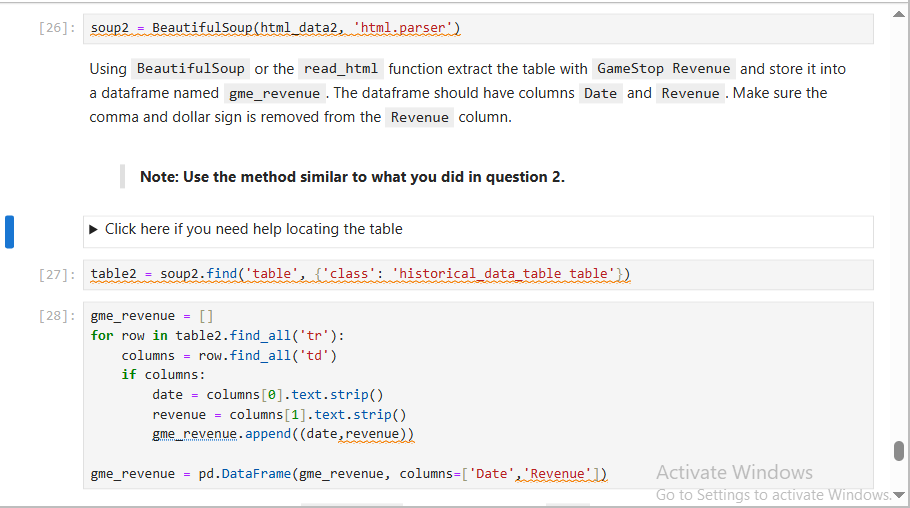 [26]: soup2 = BeautifulSoup(html_data2, 'html.parser')
Using BeautifulSoup or the read_html function extract the table with GameStop Revenue and store it into
a dataframe named gme_revenue. The dataframe should have columns Date and Revenue. Make sure the
comma and dollar sign is removed from the Revenue column.
Note: Use the method similar to what you did in question 2.
▶ Click here if you need help locating the table
[27]: table2 = soup2.find('table', {'class': 'historical_data_table table'})
[28]: gme_revenue = []
for row in table2.find_all('tr'):
    columns = row.find_all('td')
    if columns:
        date = columns[0].text.strip()
        revenue = columns[1].text.strip()
        gme_revenue.append((date,revenue))
gme_revenue = pd.DataFrame(gme_revenue, columns=['Date','Revenue'])
Activate Windows
Go to Settings to activate Windows.